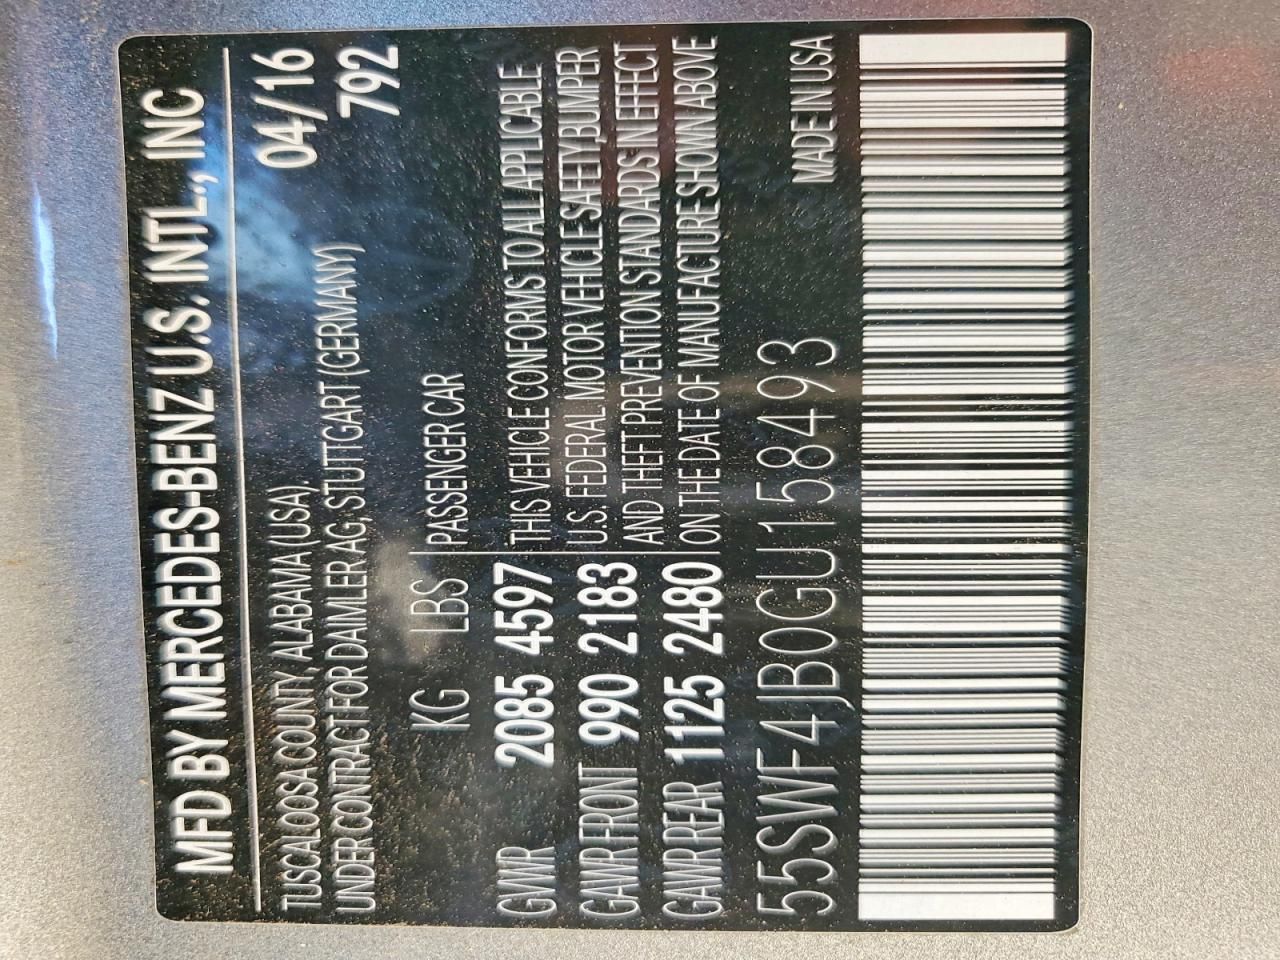 MFD BY MERCEDES-BENZ U.S. INTL., INC
TUSCALOOSA COUNTY, ALABAMA (USA). 04/16
UNDER CONTRACT FOR DAIMLER AG, STUTTGART (GERMANY) 792
KG LBS PASSENGER CAR
GVWR 2085 4597 THIS VEHICLE CONFORMS TO ALL APPLICABLE
GAWR FRONT 990 2183 U.S. FEDERAL MOTOR VEHICLE SAFETY BUMPER
AND THEFT PREVENTION STANDARDS IN EFFECT
GAWR REAR 1125 2480 ON THE DATE OF MANUFACTURE SHOWN ABOVE
55SWF4JB0GU158493 MADE IN USA